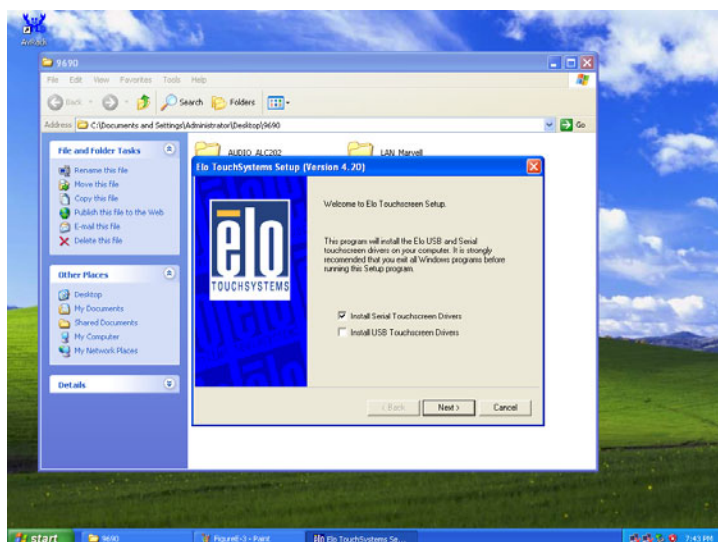 9690
File Edit View Favorites Tools Help
Back Search Folders
Address C:\Documents and Settings\Administrator\Desktop\9690 Go
File and Folder Tasks
Rename this file
Move this file
Copy this file
Publish this file to the Web
E-mail this file
Delete this file
Other Places
Desktop
My Documents
Shared Documents
My Computer
My Network Places
Details
AUDIO ALC202 LAN Marvell
Elo TouchSystems Setup (Version 4.20)
elo
TOUCHSYSTEMS
Welcome to Elo Touchscreen Setup.
This program will install the Elo USB and Serial
touchscreen drivers on your computer. It is strongly
recomended that you exit all Windows programs before
running this Setup program.
Install Serial Touchscreen Drivers
Install USB Touchscreen Drivers
< Back Next > Cancel
start 9690 FigureE-3 - Paint Elo TouchSystems Se... 7:43 PM